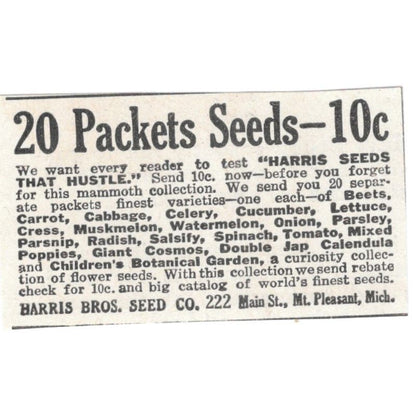 20 Packets Seeds—10c
We want every reader to test "HARRIS SEEDS
THAT HUSTLE." Send 10c. now—before you forget
for this mammoth collection. We send you 20 separ-
ate packets finest varieties—one each—of Beets,
Carrot, Cabbage, Celery, Cucumber, Lettuce,
Cress, Muskmelon, Watermelon, Onion, Parsley,
Parsnip, Radish, Salsify, Spinach, Tomato, Mixed
Poppies, Giant Cosmos, Double Jap Calendula
and Children's Botanical Garden, a curiosity collec-
tion of flower seeds. With this collection we send rebate
check for 10c. and big catalog of world's finest seeds.
HARRIS BROS. SEED CO. 222 Main St., Mt. Pleasant, Mich.